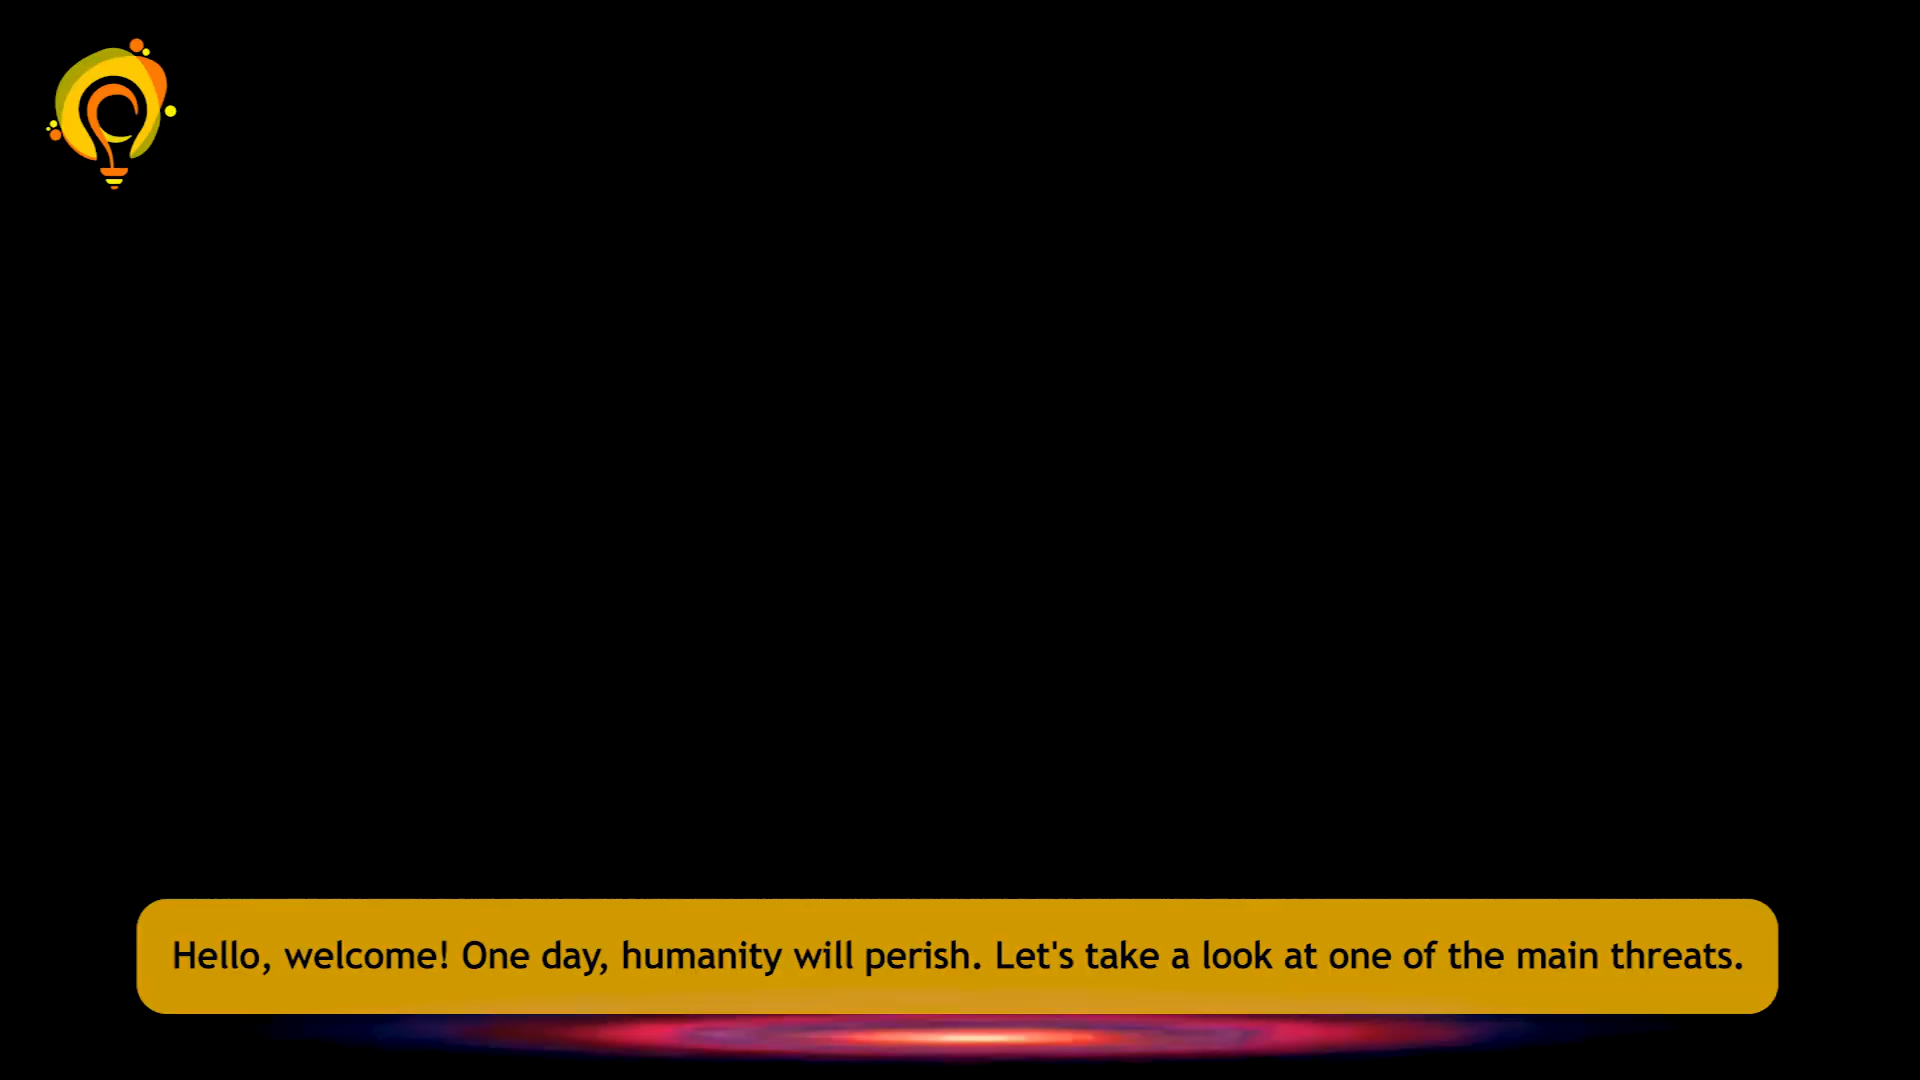 Hello, welcome! One day, humanity will perish. Let's take a look at one of the main threats.